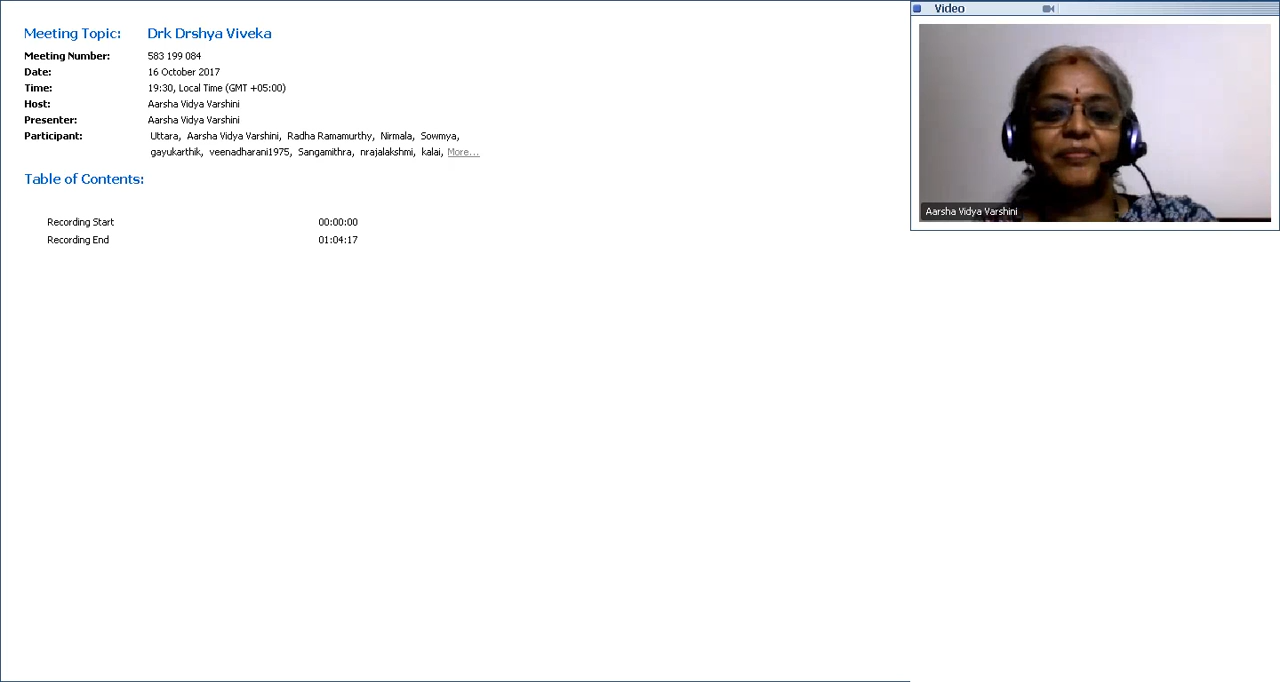 Meeting Topic: Drk Drshya Viveka
Meeting Number: 583 199 084
Date: 16 October 2017
Time: 19:30, Local Time (GMT +05:00)
Host: Aarsha Vidya Varshini
Presenter: Aarsha Vidya Varshini
Participant: Uttara, Aarsha Vidya Varshini, Radha Ramamurthy, Nirmala, Sowmya,
gayukarthik, veenadharani1975, Sangamithra, nrajalakshmi, kalai, More...
Table of Contents:
Recording Start 00:00:00
Recording End 01:04:17
Video
Aarsha Vidya Varshini